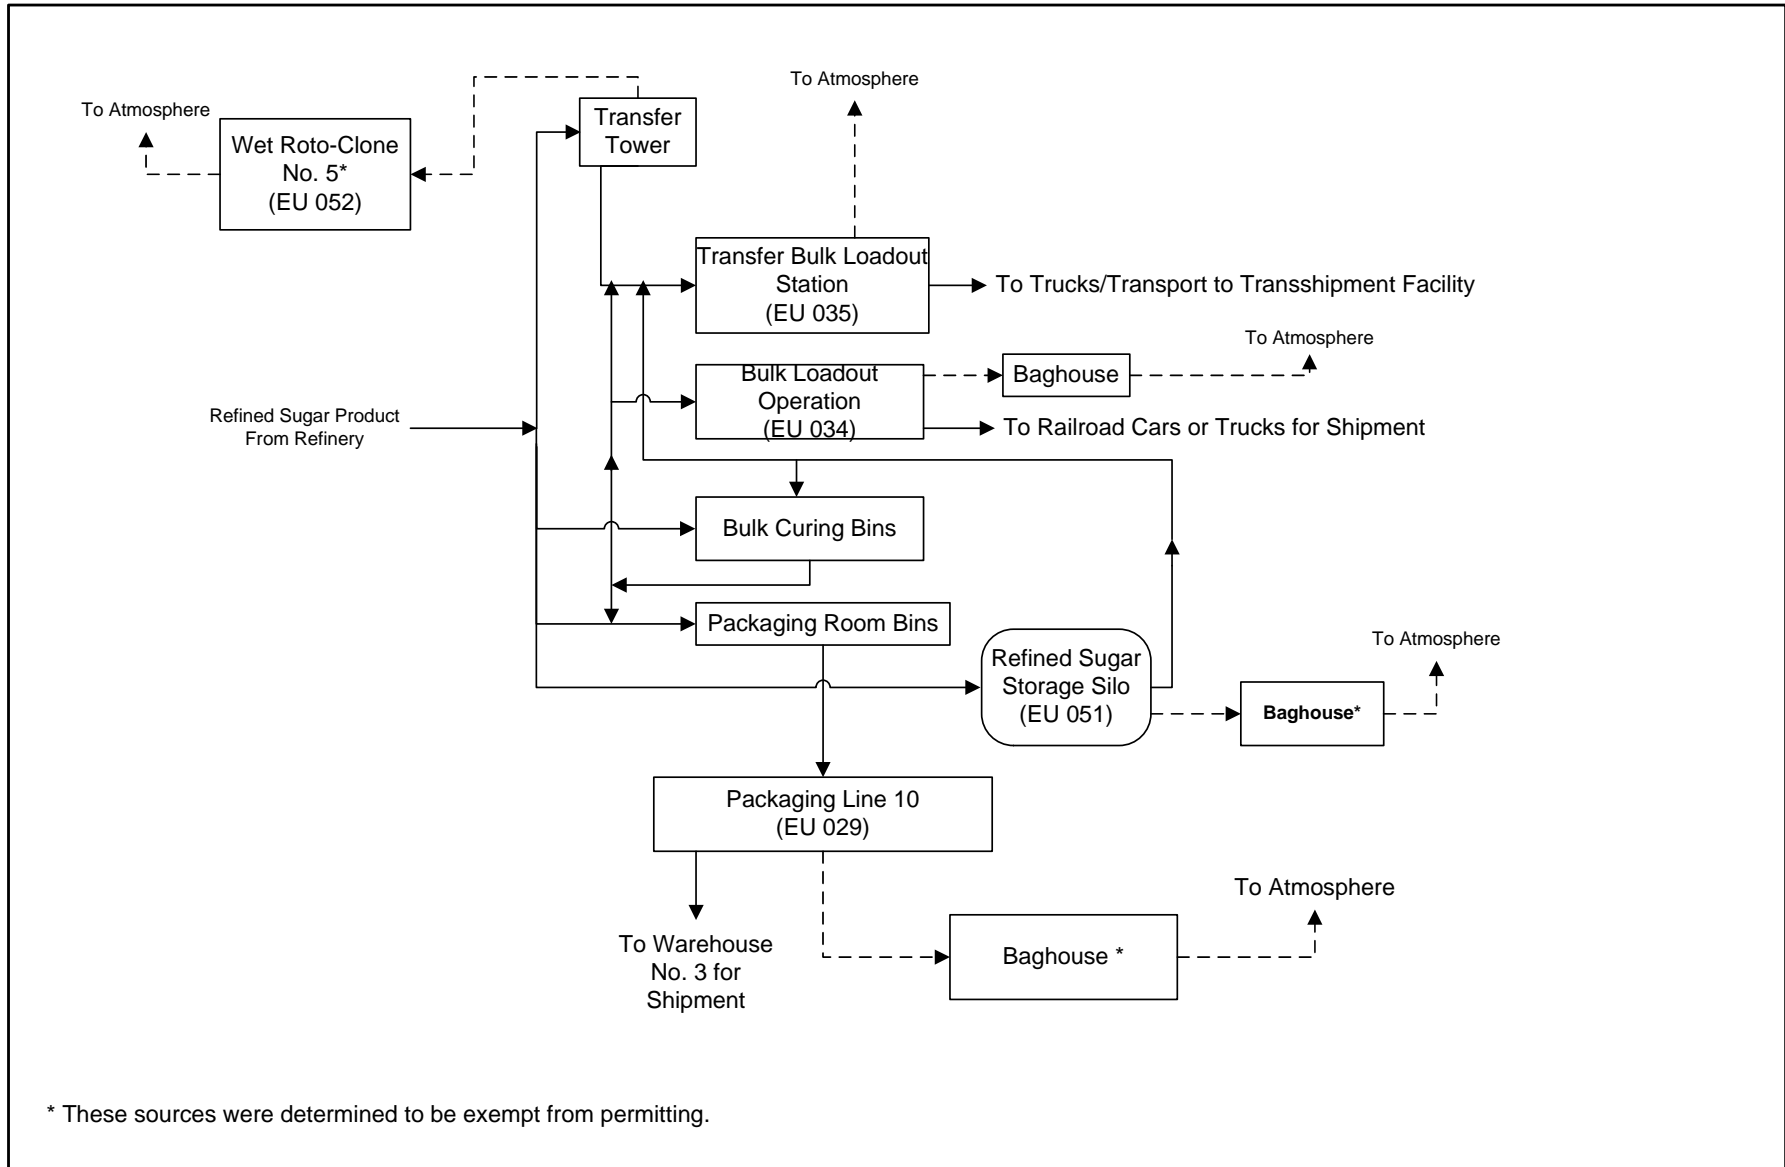 To Atmosphere
To Atmosphere
Transfer
Tower
Wet Roto-Clone
No. 5*
(EU 052)
Transfer Bulk Loadout
Station
(EU 035)
To Trucks/Transport to Transshipment Facility
To Atmosphere
Bulk Loadout
Operation
(EU 034)
Baghouse
To Railroad Cars or Trucks for Shipment
Refined Sugar Product
From Refinery
Bulk Curing Bins
Packaging Room Bins
Refined Sugar
Storage Silo
(EU 051)
To Atmosphere
Baghouse*
Packaging Line 10
(EU 029)
To Atmosphere
To Warehouse
No. 3 for
Shipment
Baghouse *
* These sources were determined to be exempt from permitting.